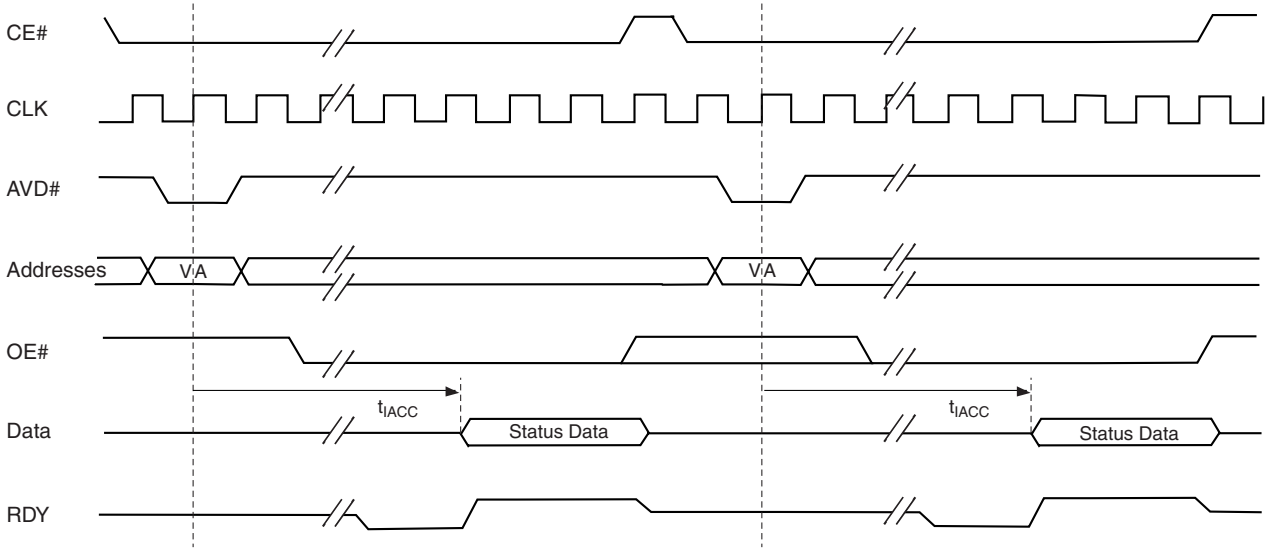 CE#
CLK
AVD#
Addresses VA VA
OE#
tIACC tIACC
Data Status Data Status Data
RDY